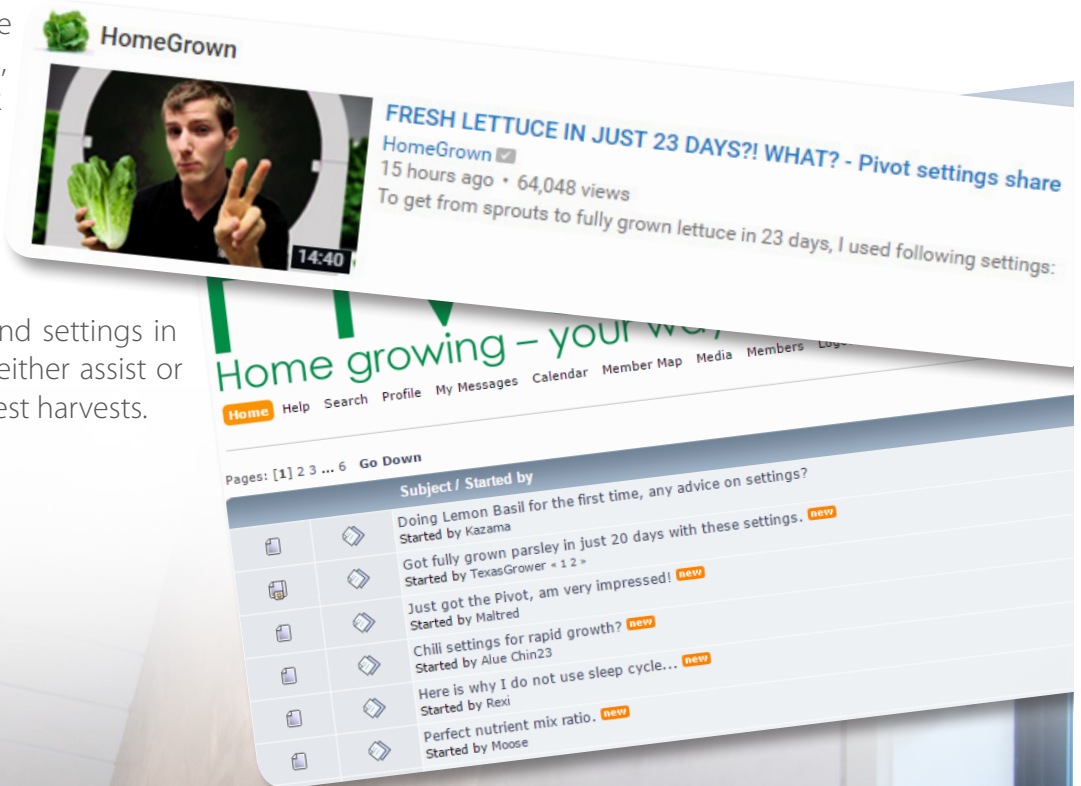 HomeGrown
FRESH LETTUCE IN JUST 23 DAYS?! WHAT? - Pivot settings share
HomeGrown
15 hours ago • 64,048 views
To get from sprouts to fully grown lettuce in 23 days, I used following settings:
14:40
nd settings in
either assist or
est harvests.
Home growing – your
Home Help Search Profile My Messages Calendar Member Map Media Members
Pages: [1] 2 3 ... 6 Go Down
Subject / Started by
Doing Lemon Basil for the first time, any advice on settings?
Started by Kazama
Got fully grown parsley in just 20 days with these settings. new
Started by TexasGrower « 1 2 »
Just got the Pivot, am very impressed! new
Started by Maltred
Chill settings for rapid growth? new
Started by Alue Chin23
Here is why I do not use sleep cycle... new
Started by Rexi
Perfect nutrient mix ratio. new
Started by Moose